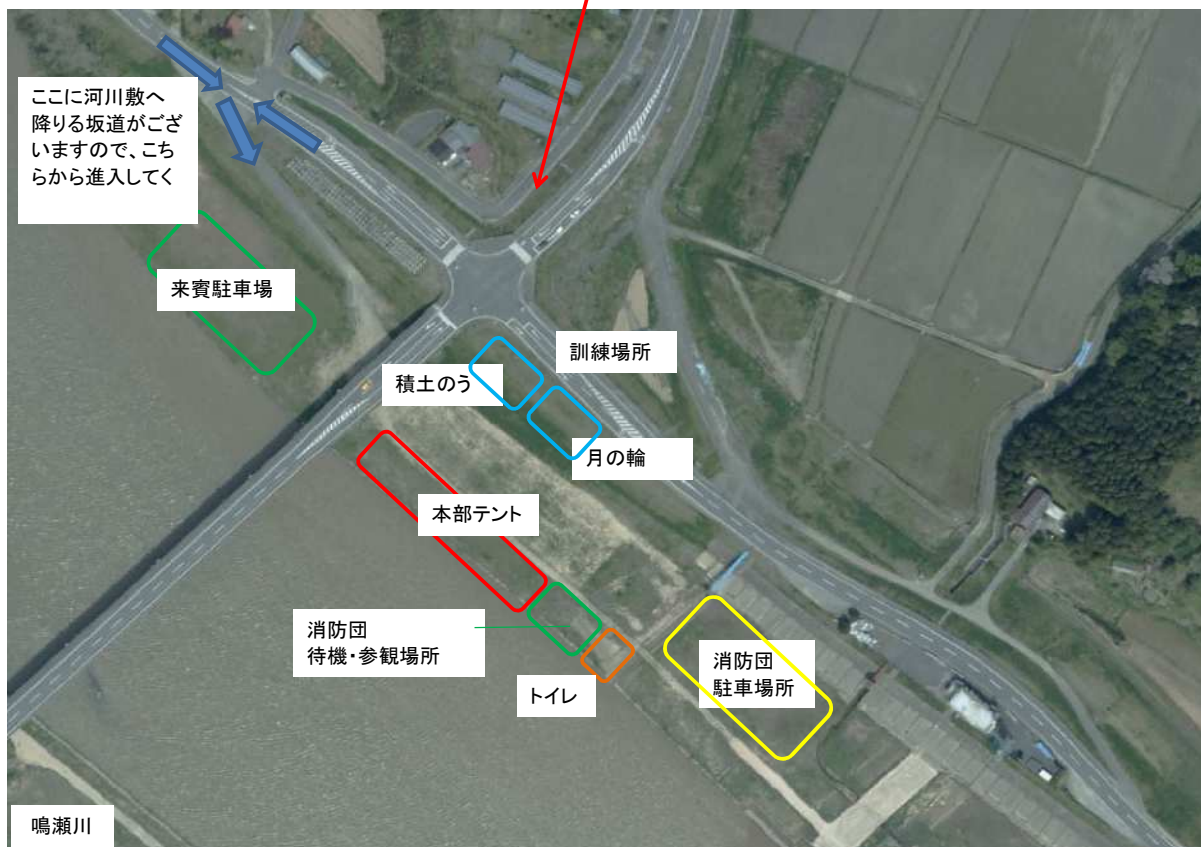 ここに河川敷へ
降りる坂道がござ
いますので、こち
らから進入してく
来賓駐車場
訓練場所
積土のう
月の輪
本部テント
消防団
待機・参観場所
トイレ
消防団
駐車場所
鳴瀬川